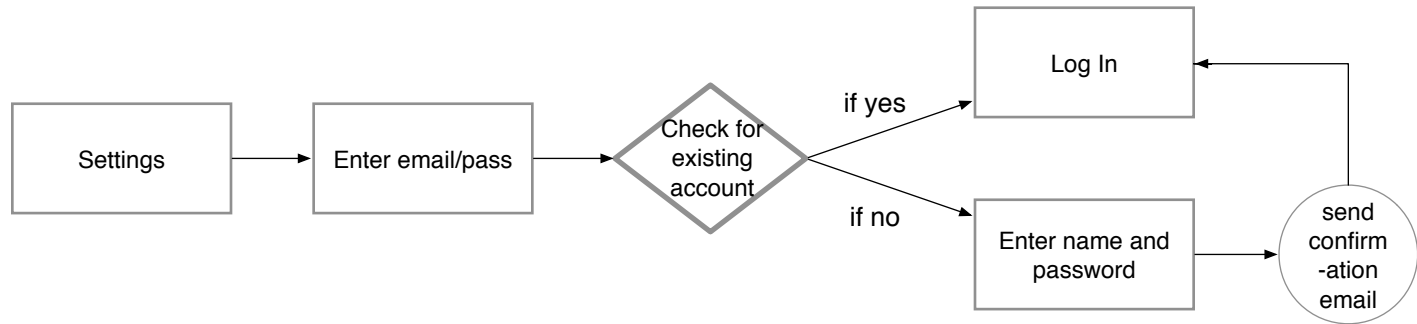 Settings
Enter email/pass
Check for
existing
account
if yes
if no
Log In
Enter name and
password
send
confirm
-ation
email